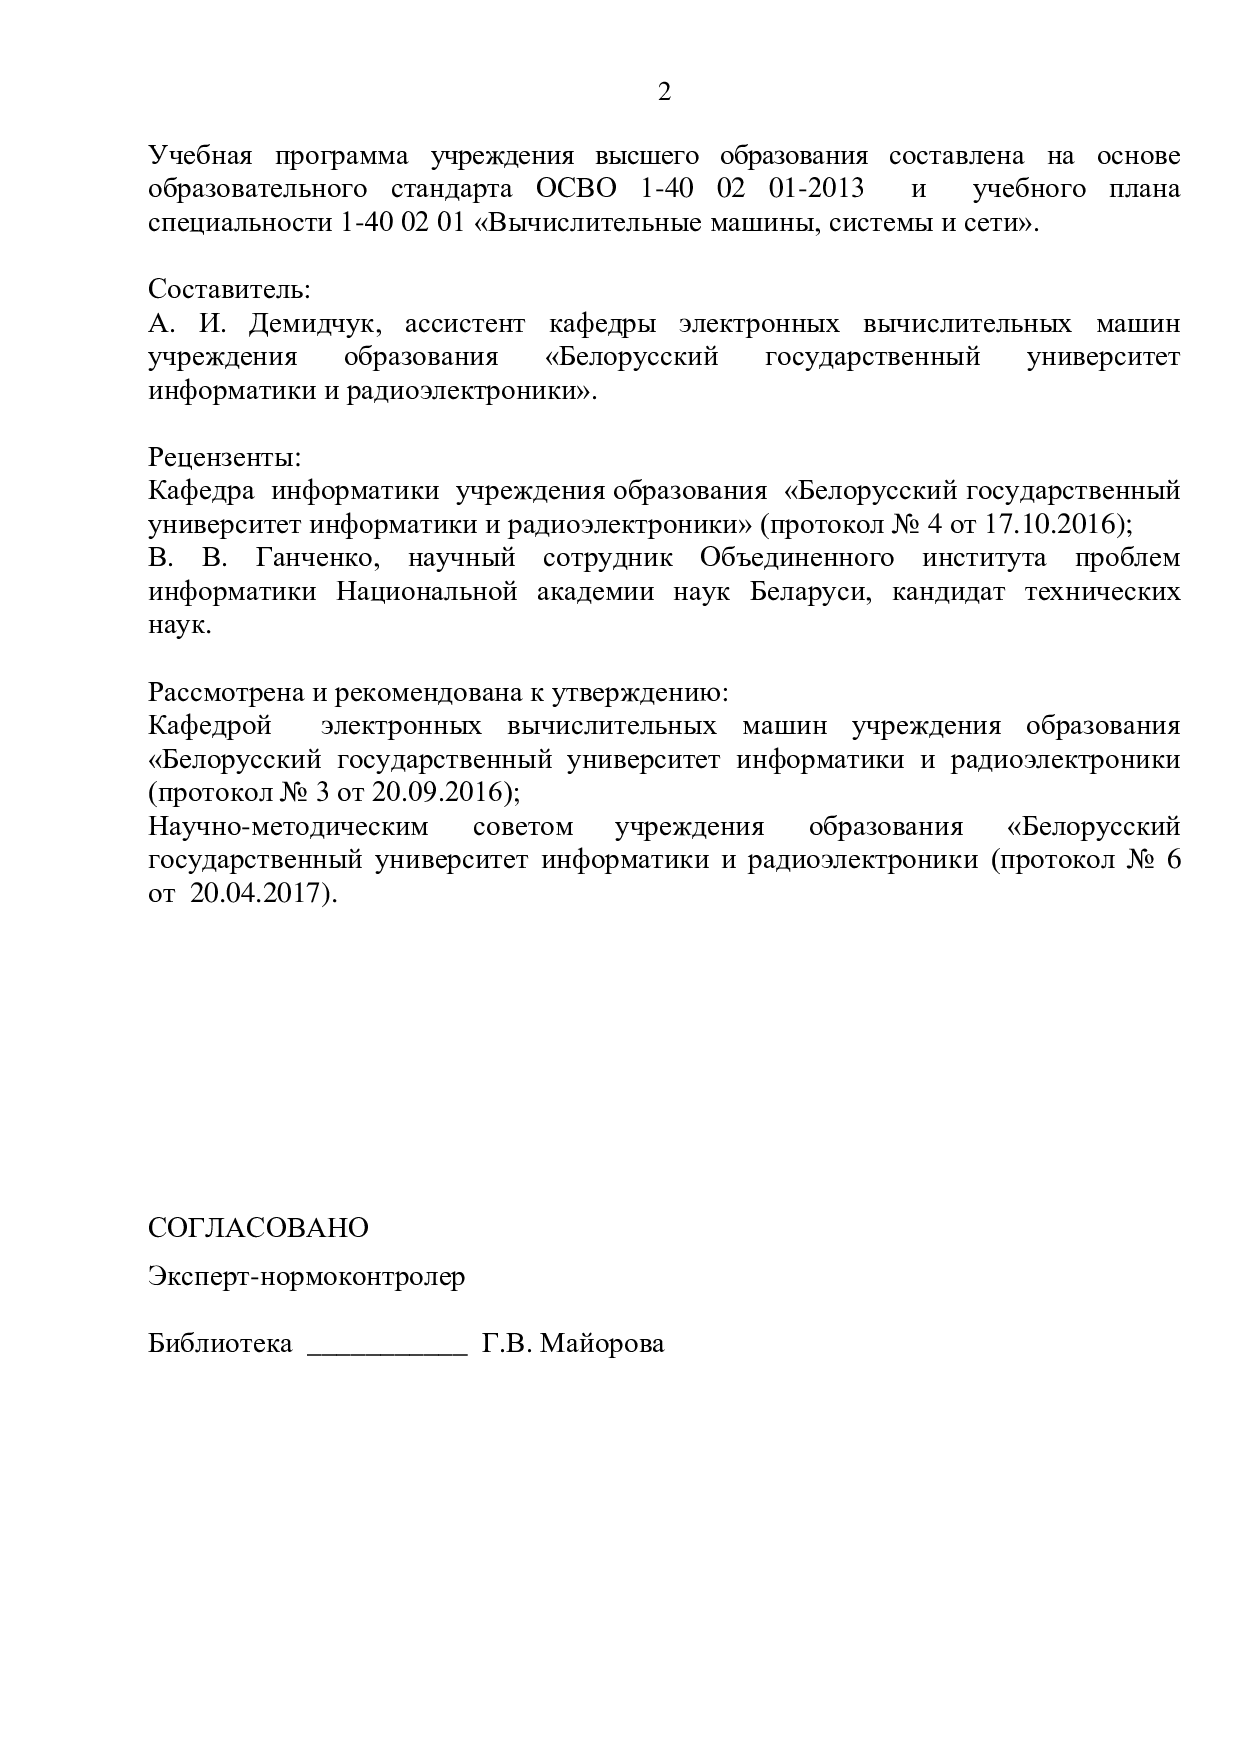 2
Учебная программа учреждения высшего образования составлена на основе
образовательного стандарта ОСВО 1-40 02 01-2013 и учебного плана
специальности 1-40 02 01 «Вычислительные машины, системы и сети».
Составитель:
А. И. Демидчук, ассистент кафедры электронных вычислительных машин
учреждения образования «Белорусский государственный университет
информатики и радиоэлектроники».
Рецензенты:
Кафедра информатики учреждения образования «Белорусский государственный
университет информатики и радиоэлектроники» (протокол № 4 от 17.10.2016);
В. В. Ганченко, научный сотрудник Объединенного института проблем
информатики Национальной академии наук Беларуси, кандидат технических
наук.
Рассмотрена и рекомендована к утверждению:
Кафедрой электронных вычислительных машин учреждения образования
«Белорусский государственный университет информатики и радиоэлектроники
(протокол № 3 от 20.09.2016);
Научно-методическим советом учреждения образования «Белорусский
государственный университет информатики и радиоэлектроники (протокол № 6
от 20.04.2017).
СОГЛАСОВАНО
Эксперт-нормоконтролер
Библиотека ___________ Г.В. Майорова